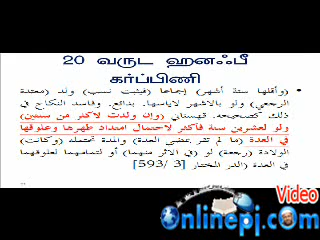 20 வருட ஹனஃபீ
கர்ப்பிணி
• (وأقلها ستة أشهر) إجماعا (فيثبت نسب) ولد (معتدة
الرجعي) ولو بالأشهر لإياسها. بدائع. وفاسد النكاح في
ذلك كصحيحه. قهستاني (وإن ولدت لأكثر من سنتين)
ولو لعشرين سنة فأكثر لاحتمال امتداد طهرها وعلوقها
في العدة (ما لم تقر بمضي العدة) والمدة تحتمله (وكانت)
الولادة (رجعة) لو (في الأكثر منهما) أو لتمامهما لعلوقهما
في العدة (الدر المختار [3 /593]
Video
Onlinepj.com